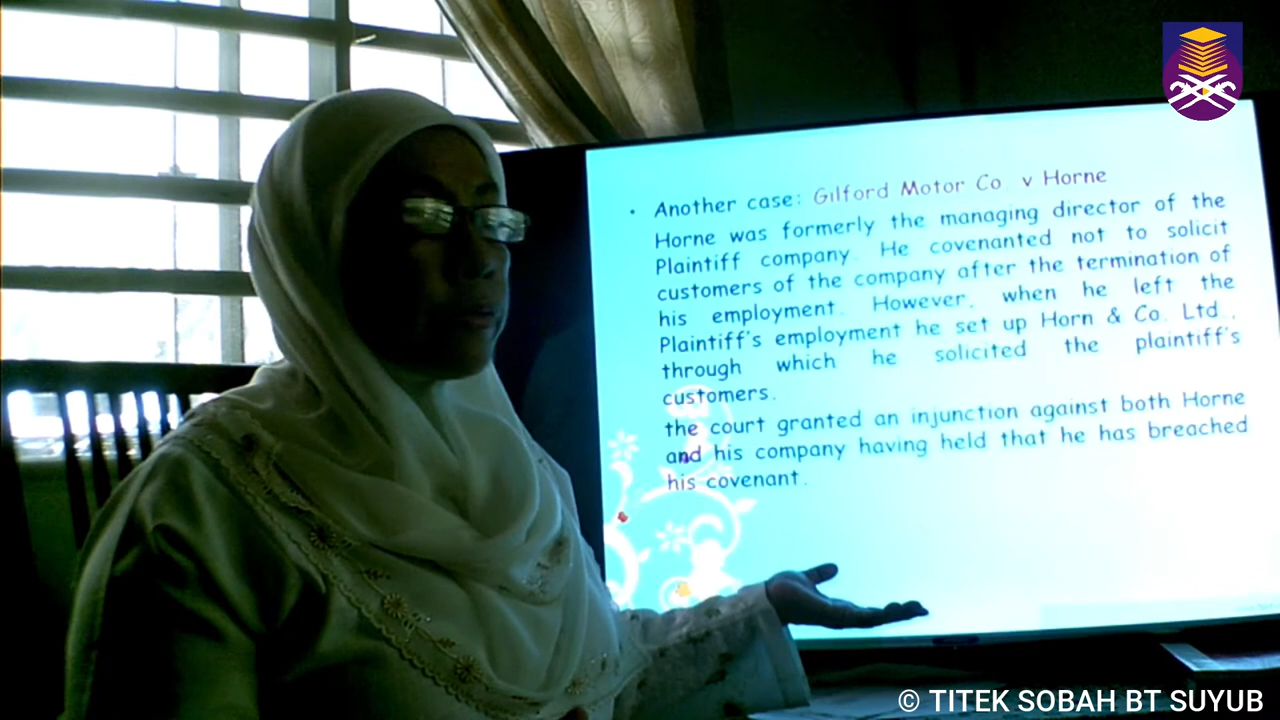 • Another case: Gilford Motor Co v Horne
Horne was formerly the managing director of the
Plaintiff company. He covenanted not to solicit
customers of the company after the termination of
his employment. However, when he left the
Plaintiff's employment he set up Horn & Co. Ltd.,
through which he solicited the plaintiff's
customers.
the court granted an injunction against both Horne
and his company having held that he has breached
his covenant.
© TITEK SOBAH BT SUYUB